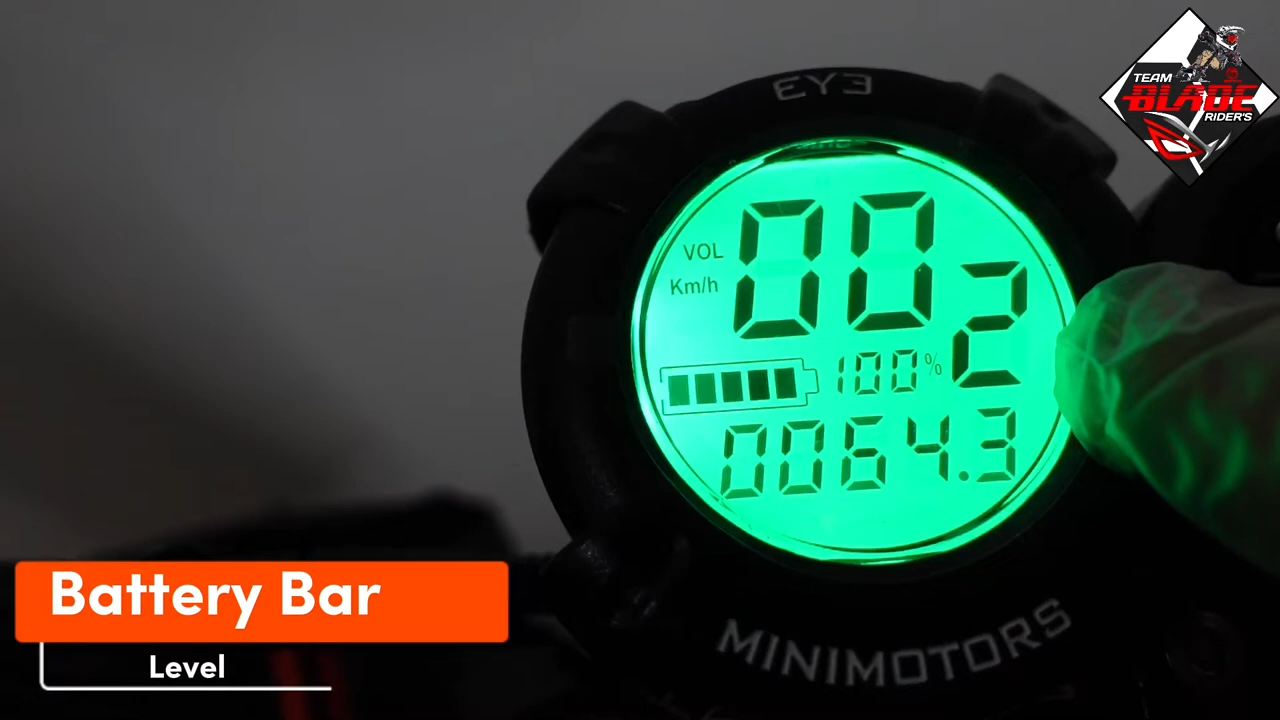 EY3
TEAM
BLADE
RIDER'S
VOL
Km/h
00
2
100%
0064.3
MINIMOTORS
Battery Bar
Level